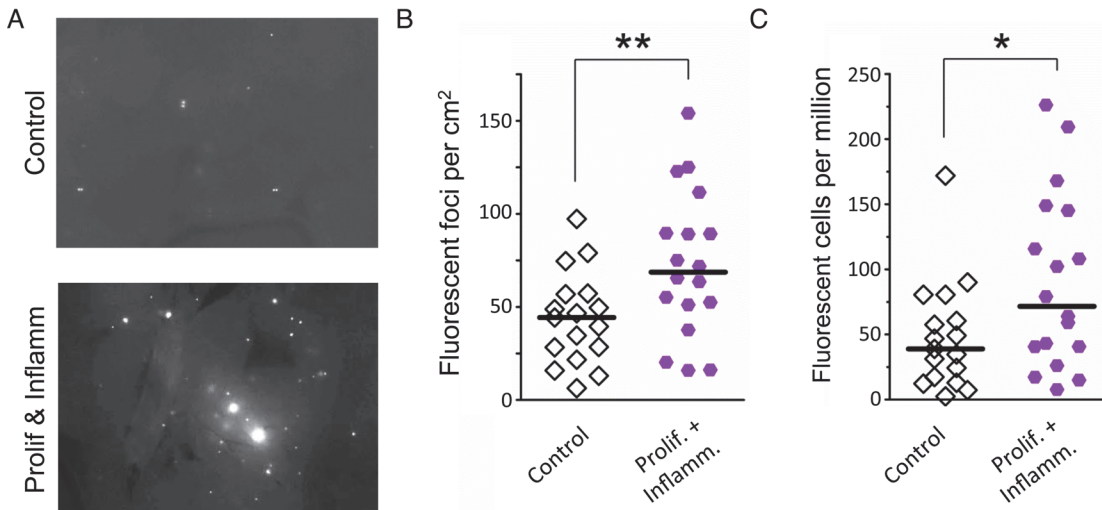 A
Control
Prolif & Inflamm
B
**
Fluorescent foci per cm²
150
100
50
0
Control
Prolif. +
Inflamm.
C
*
Fluorescent cells per million
250
200
150
100
50
0
Control
Prolif. +
Inflamm.